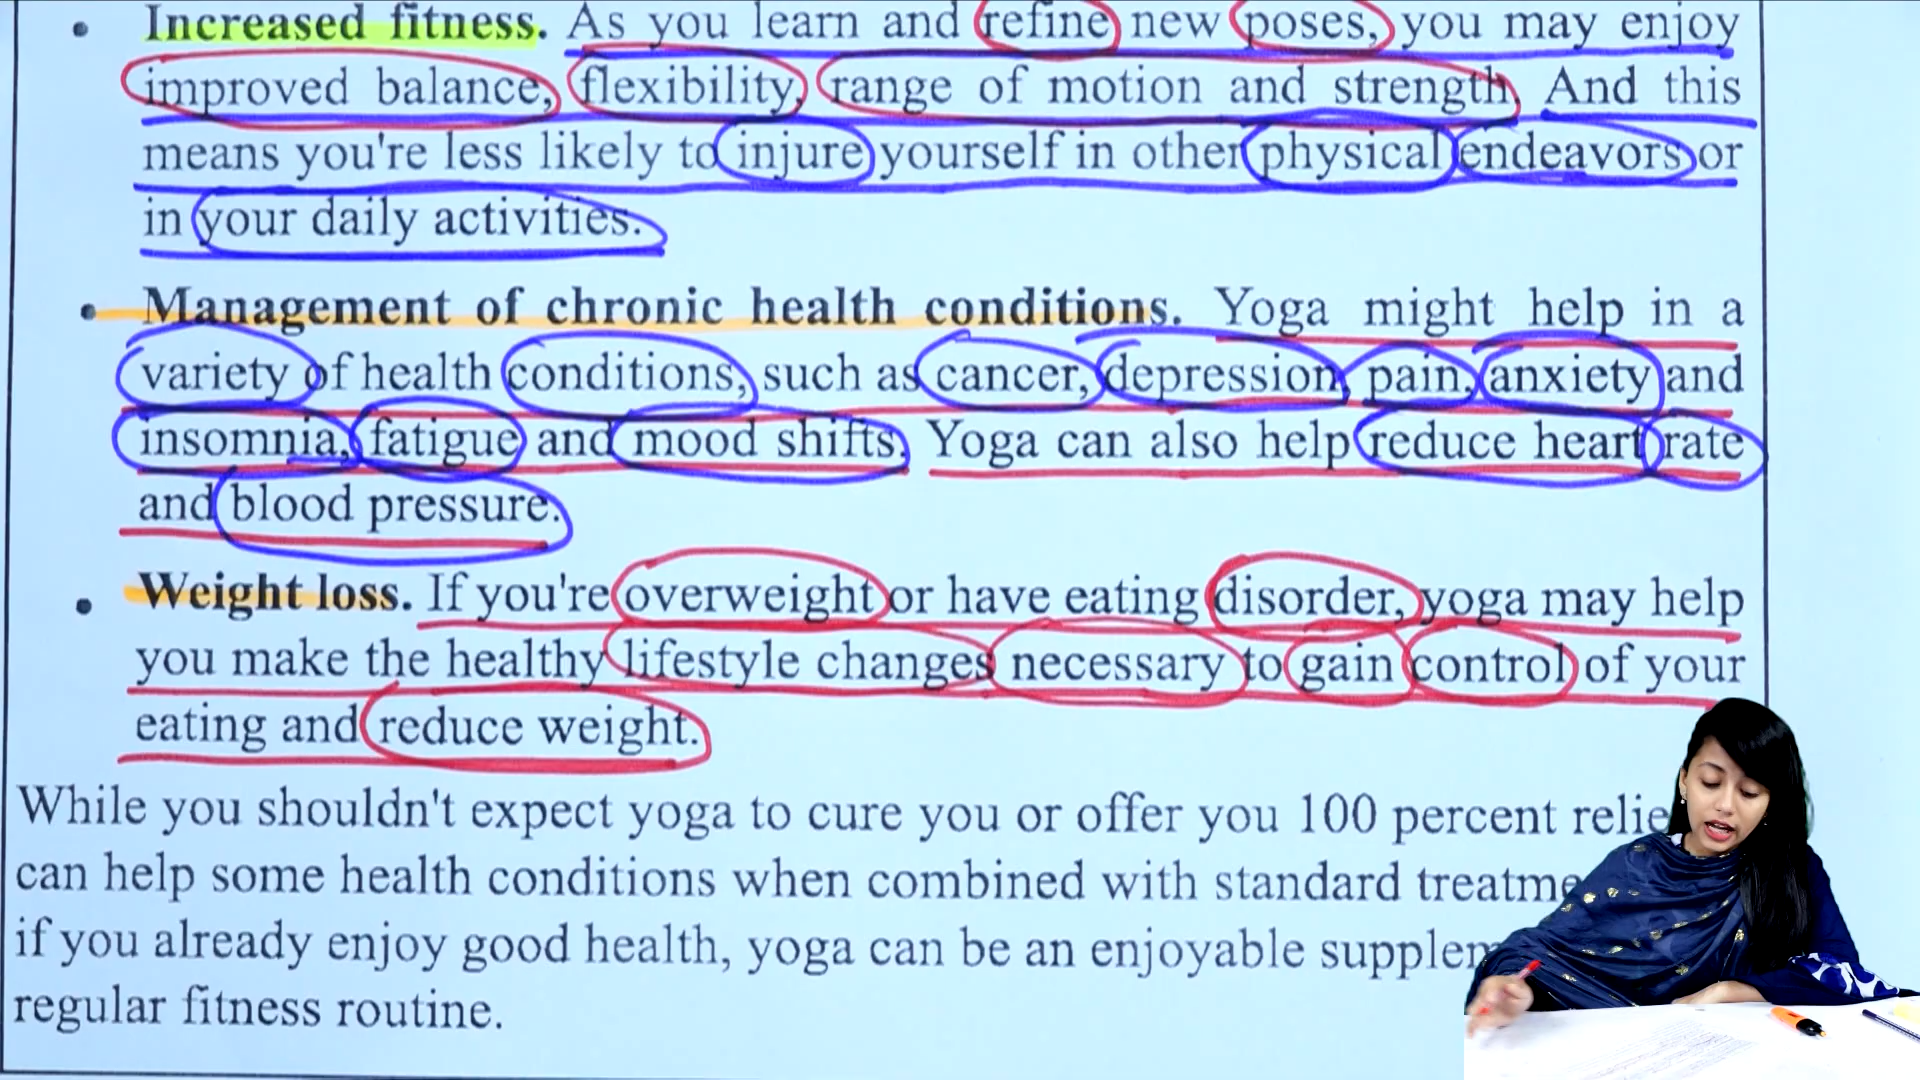 • Increased fitness. As you learn and refine new poses, you may enjoy
improved balance, flexibility, range of motion and strength. And this
means you're less likely to injure yourself in other physical endeavors or
in your daily activities.
• Management of chronic health conditions. Yoga might help in a
variety of health conditions, such as cancer, depression, pain, anxiety and
insomnia, fatigue and mood shifts. Yoga can also help reduce heart rate
and blood pressure.
• Weight loss. If you're overweight or have eating disorder, yoga may help
you make the healthy lifestyle changes necessary to gain control of your
eating and reduce weight.
While you shouldn't expect yoga to cure you or offer you 100 percent
can help some health conditions when combined with standard
if you already enjoy good health, yoga can be an enjoyable
regular fitness routine.